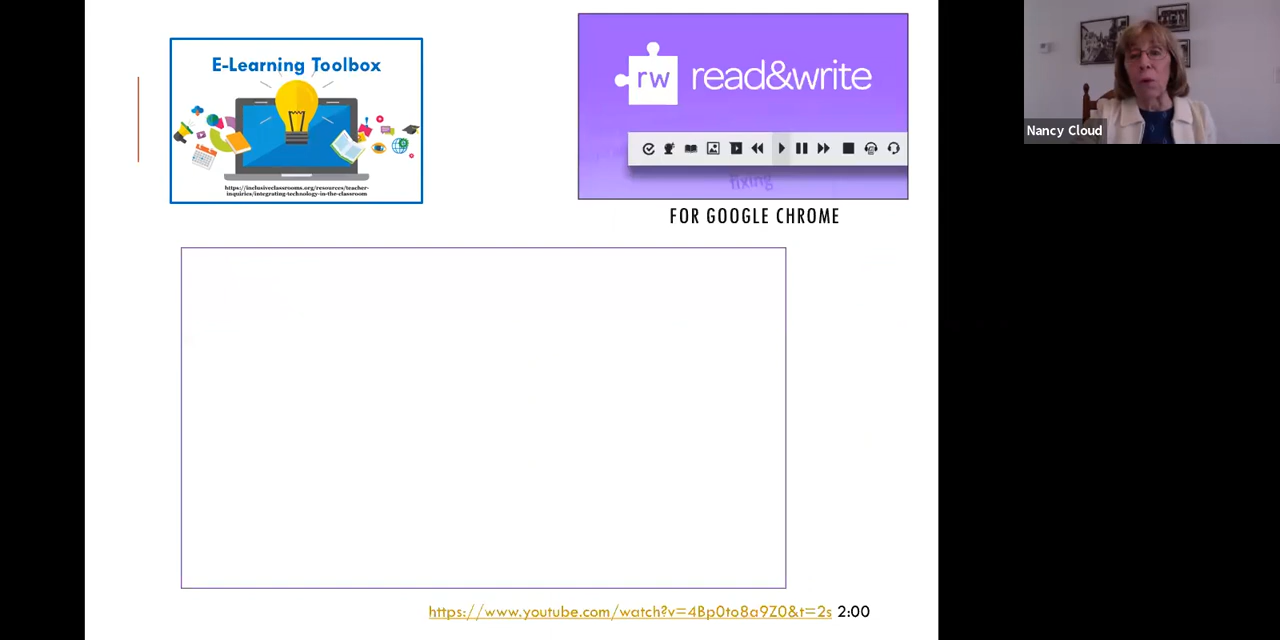 E-Learning Toolbox
https://inclusiveclassrooms.org/resources/teacher-
inquiries/integrating-technology-in-the-classroom
rw read&write
fixing
FOR GOOGLE CHROME
https://www.youtube.com/watch?v=4Bp0to8a9Z0&t=2s 2:00
Nancy Cloud